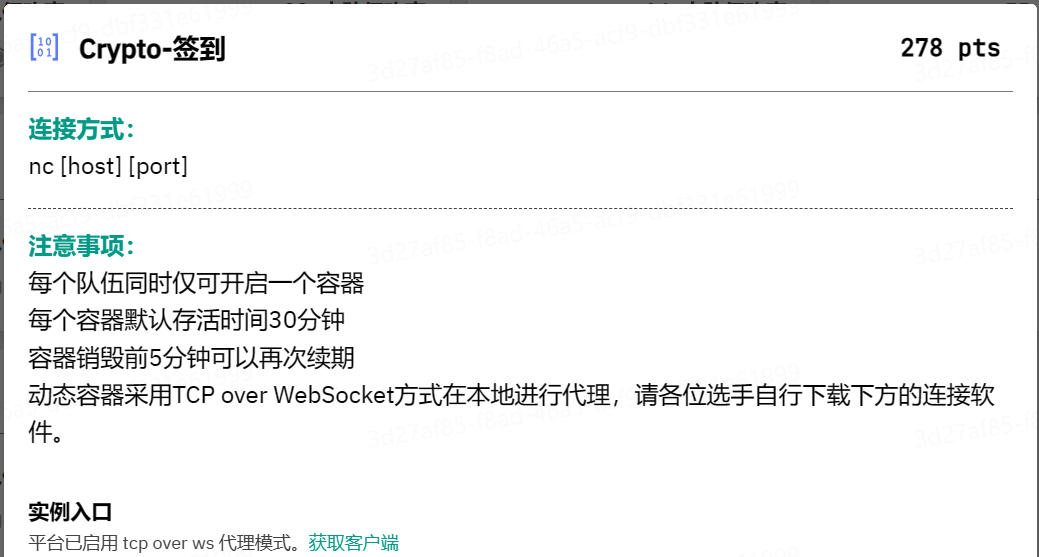 Crypto-签到
278 pts
连接方式：
nc [host] [port]
注意事项：
每个队伍同时仅可开启一个容器
每个容器默认存活时间30分钟
容器销毁前5分钟可以再次续期
动态容器采用TCP over WebSocket方式在本地进行代理，请各位选手自行下载下方的连接软
件。
实例入口
平台已启用 tcp over ws 代理模式。获取客户端
3d27af85-f8ad-46a5-acf9-dbf331e61999